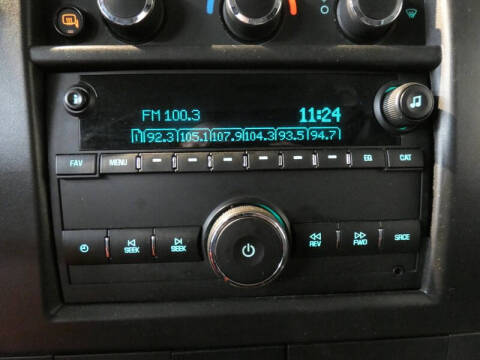 FM 100.3 11:24
1 92.3 105.1 107.9 104.3 93.5 94.7
FAV MENU EQ CAT
SEEK SEEK REV FWD SRCE